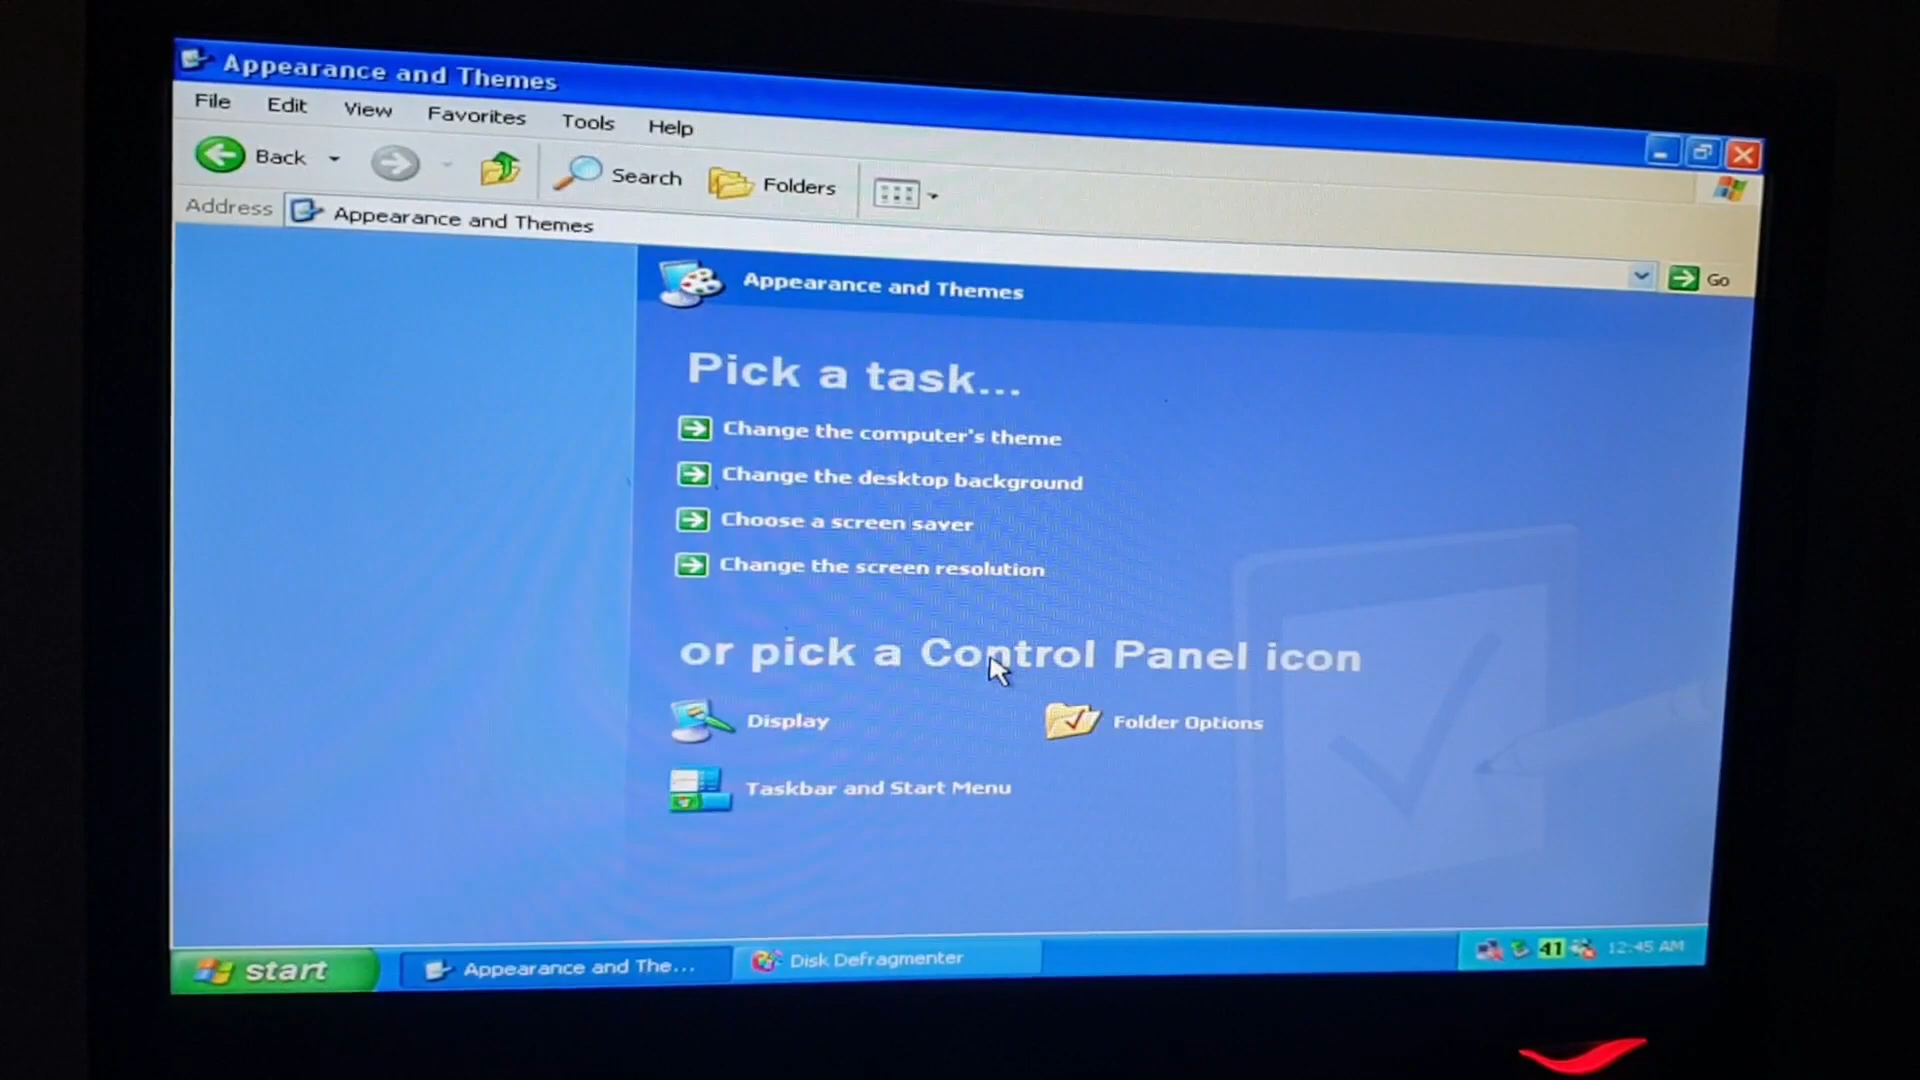 Appearance and Themes
File Edit View Favorites Tools Help
Back Search Folders
Address Appearance and Themes Go
Appearance and Themes
Pick a task...
Change the computer's theme
Change the desktop background
Choose a screen saver
Change the screen resolution
or pick a Control Panel icon
Display Folder Options
Taskbar and Start Menu
start Appearance and The... Disk Defragmenter 41 12:45 AM